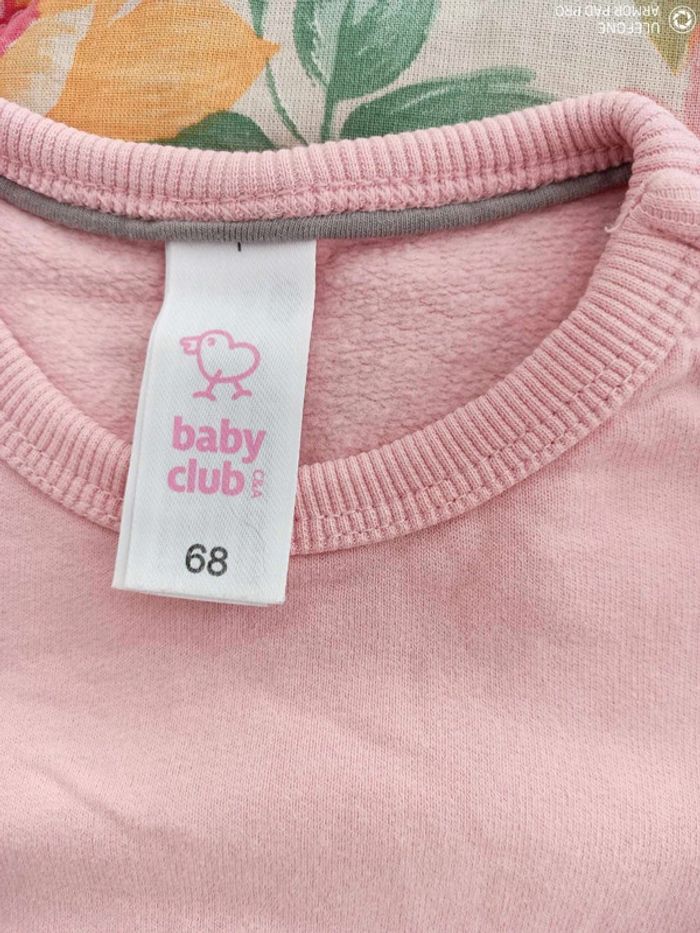 baby
club
C&A
68
ULEFONE
ARMOR PAD PRO